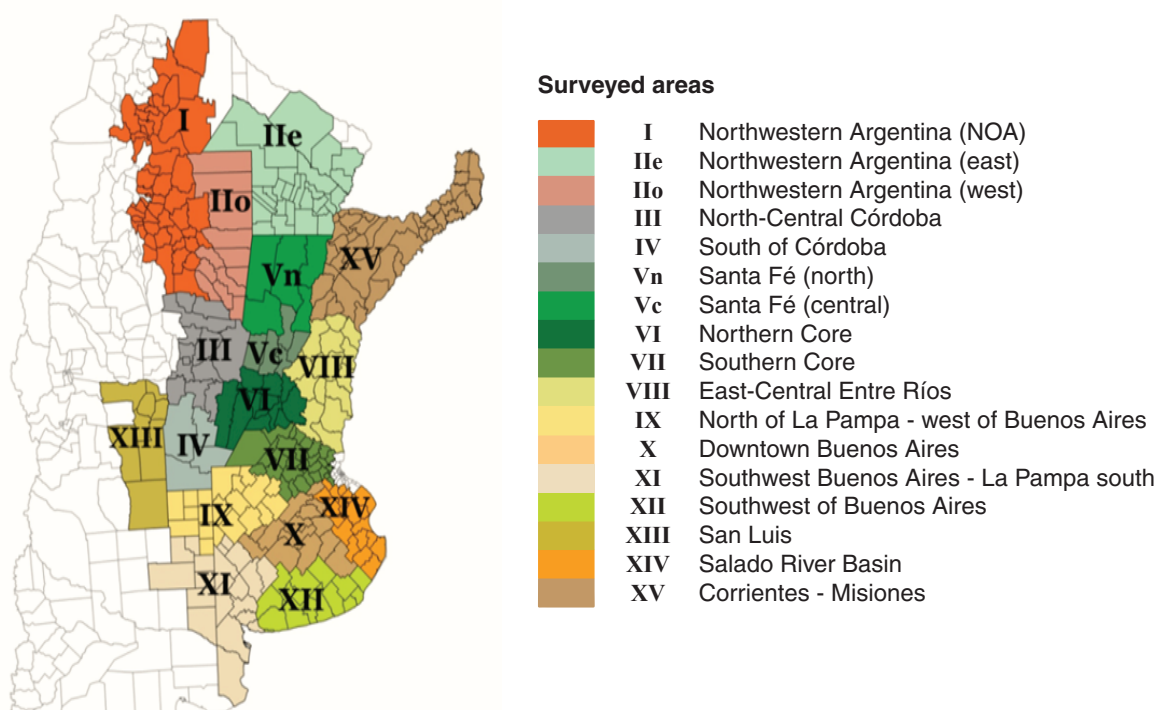 I
IIe
IIo
XV
Vn
III
Vc
VIII
VI
XIII
IV
VII
IX
XIV
X
XI
XII
Surveyed areas
I Northwestern Argentina (NOA)
IIe Northwestern Argentina (east)
IIo Northwestern Argentina (west)
III North-Central Córdoba
IV South of Córdoba
Vn Santa Fé (north)
Vc Santa Fé (central)
VI Northern Core
VII Southern Core
VIII East-Central Entre Ríos
IX North of La Pampa - west of Buenos Aires
X Downtown Buenos Aires
XI Southwest Buenos Aires - La Pampa south
XII Southwest of Buenos Aires
XIII San Luis
XIV Salado River Basin
XV Corrientes - Misiones